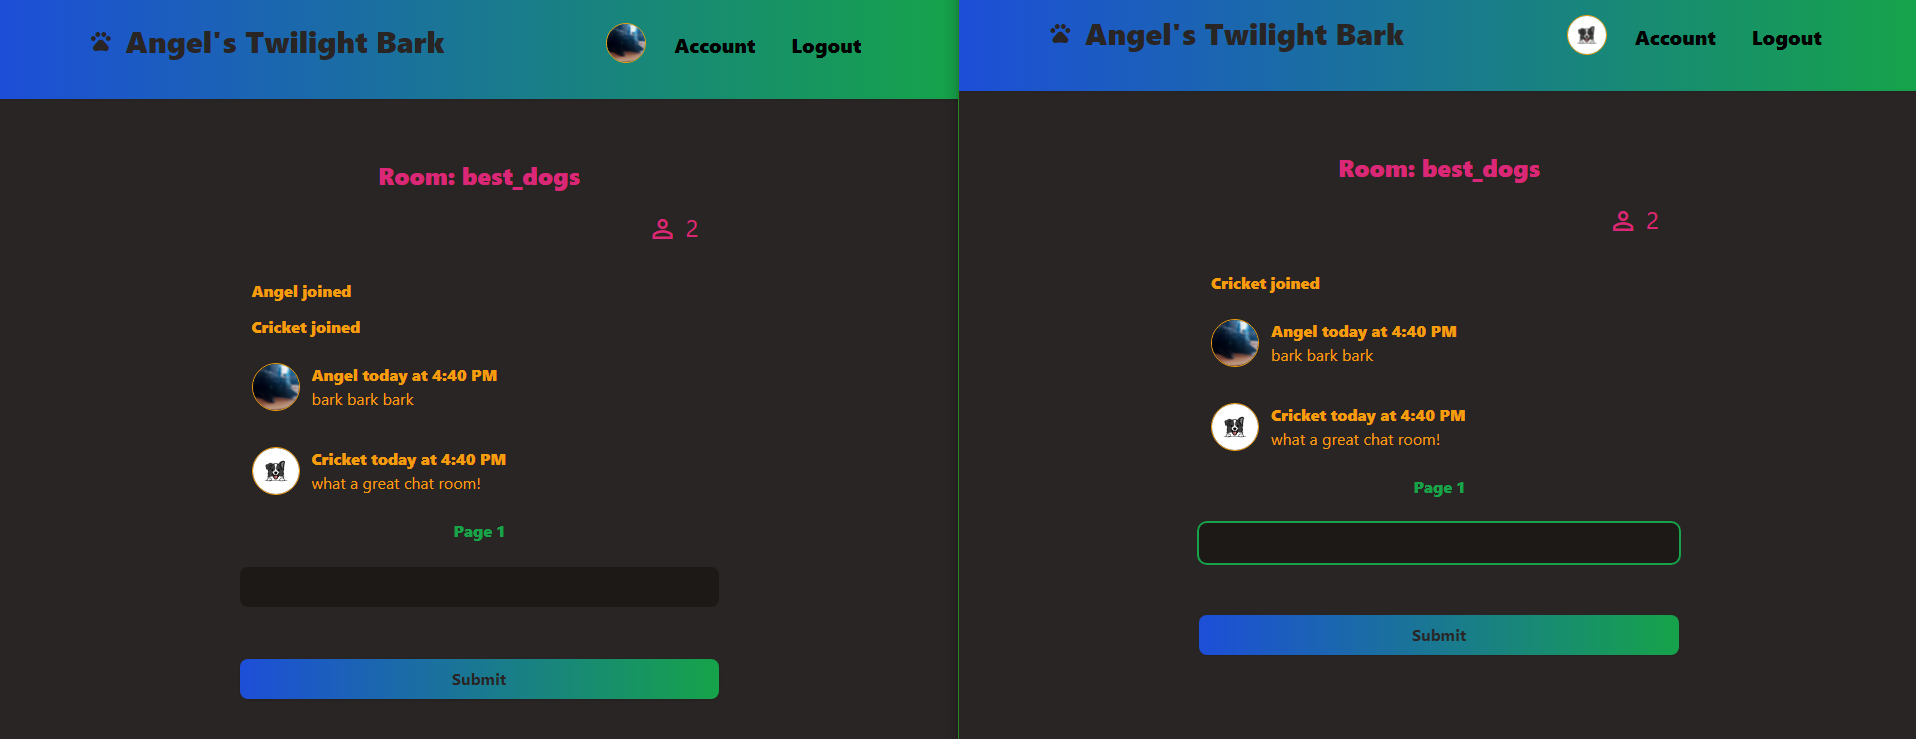 Angel's Twilight Bark
Account
Logout
Room: best_dogs
2
Angel joined
Cricket joined
Angel today at 4:40 PM
bark bark bark
Cricket today at 4:40 PM
what a great chat room!
Page 1
Submit
Angel's Twilight Bark
Account
Logout
Room: best_dogs
2
Cricket joined
Angel today at 4:40 PM
bark bark bark
Cricket today at 4:40 PM
what a great chat room!
Page 1
Submit